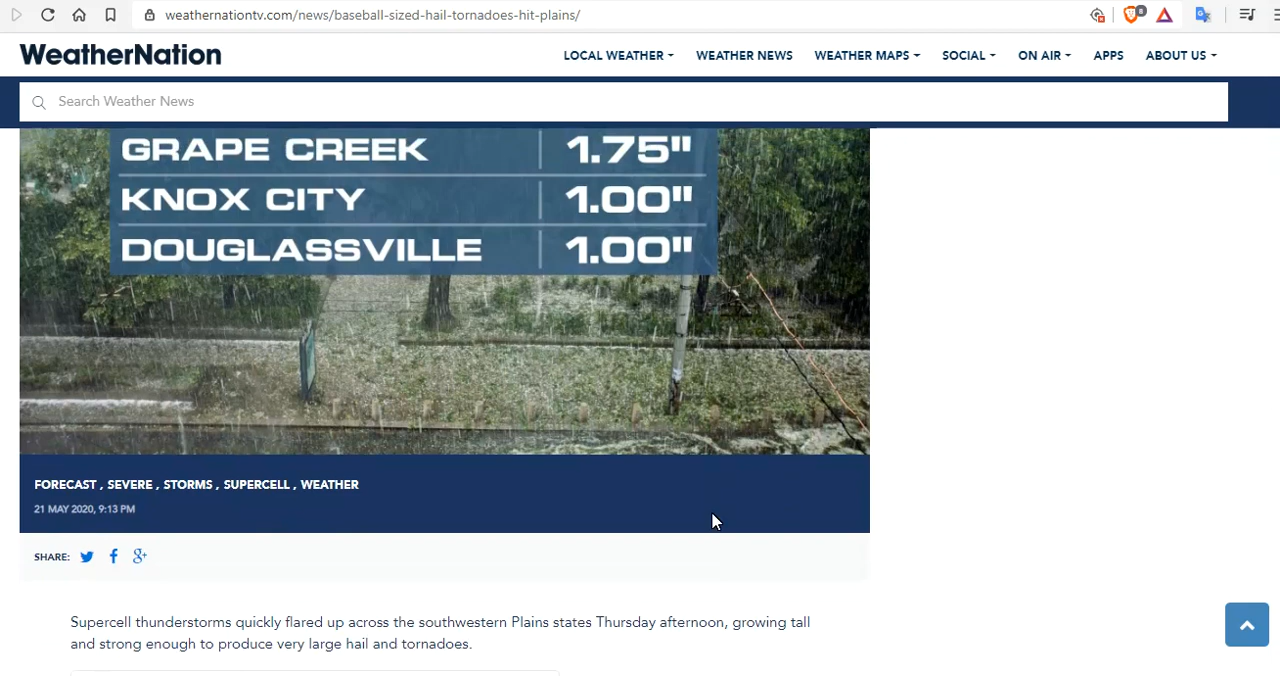 weathernationtv.com/news/baseball-sized-hail-tornadoes-hit-plains/
8
WeatherNation
LOCAL WEATHER
WEATHER NEWS
WEATHER MAPS
SOCIAL
ON AIR
APPS
ABOUT US
Search Weather News
GRAPE CREEK 1.75"
KNOX CITY 1.00"
DOUGLASSVILLE 1.00"
FORECAST , SEVERE , STORMS , SUPERCELL , WEATHER
21 MAY 2020, 9:13 PM
SHARE:
Supercell thunderstorms quickly flared up across the southwestern Plains states Thursday afternoon, growing tall
and strong enough to produce very large hail and tornadoes.